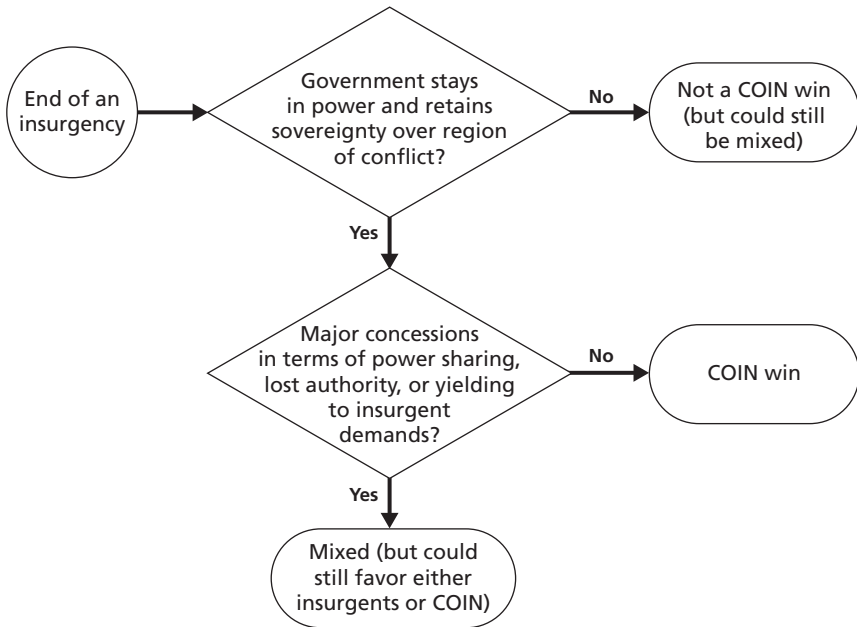 End of an
insurgency
Government stays
in power and retains
sovereignty over region
of conflict?
No
Not a COIN win
(but could still
be mixed)
Yes
Major concessions
in terms of power sharing,
lost authority, or yielding
to insurgent
demands?
No
COIN win
Yes
Mixed (but could
still favor either
insurgents or COIN)